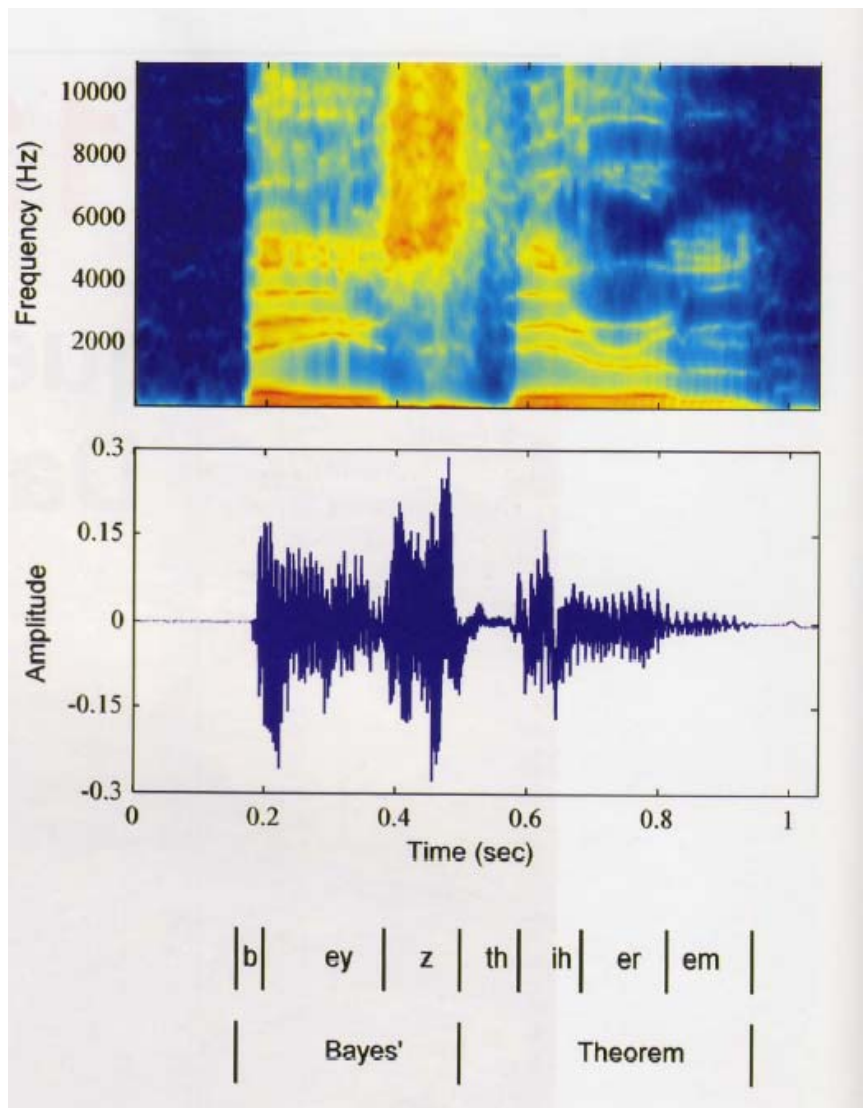 10000
8000
6000
4000
2000
Frequency (Hz)
0.3
0.15
0
-0.15
-0.3
Amplitude
0 0.2 0.4 0.6 0.8 1
Time (sec)
b ey z th ih er em
Bayes' Theorem